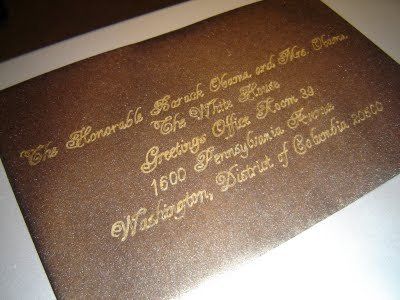 The Honorable Barack Obama and Mrs. Obama
The White House
Greetings Office Room 39
1600 Pennsylvania Avenue
Washington, District of Columbia 20500